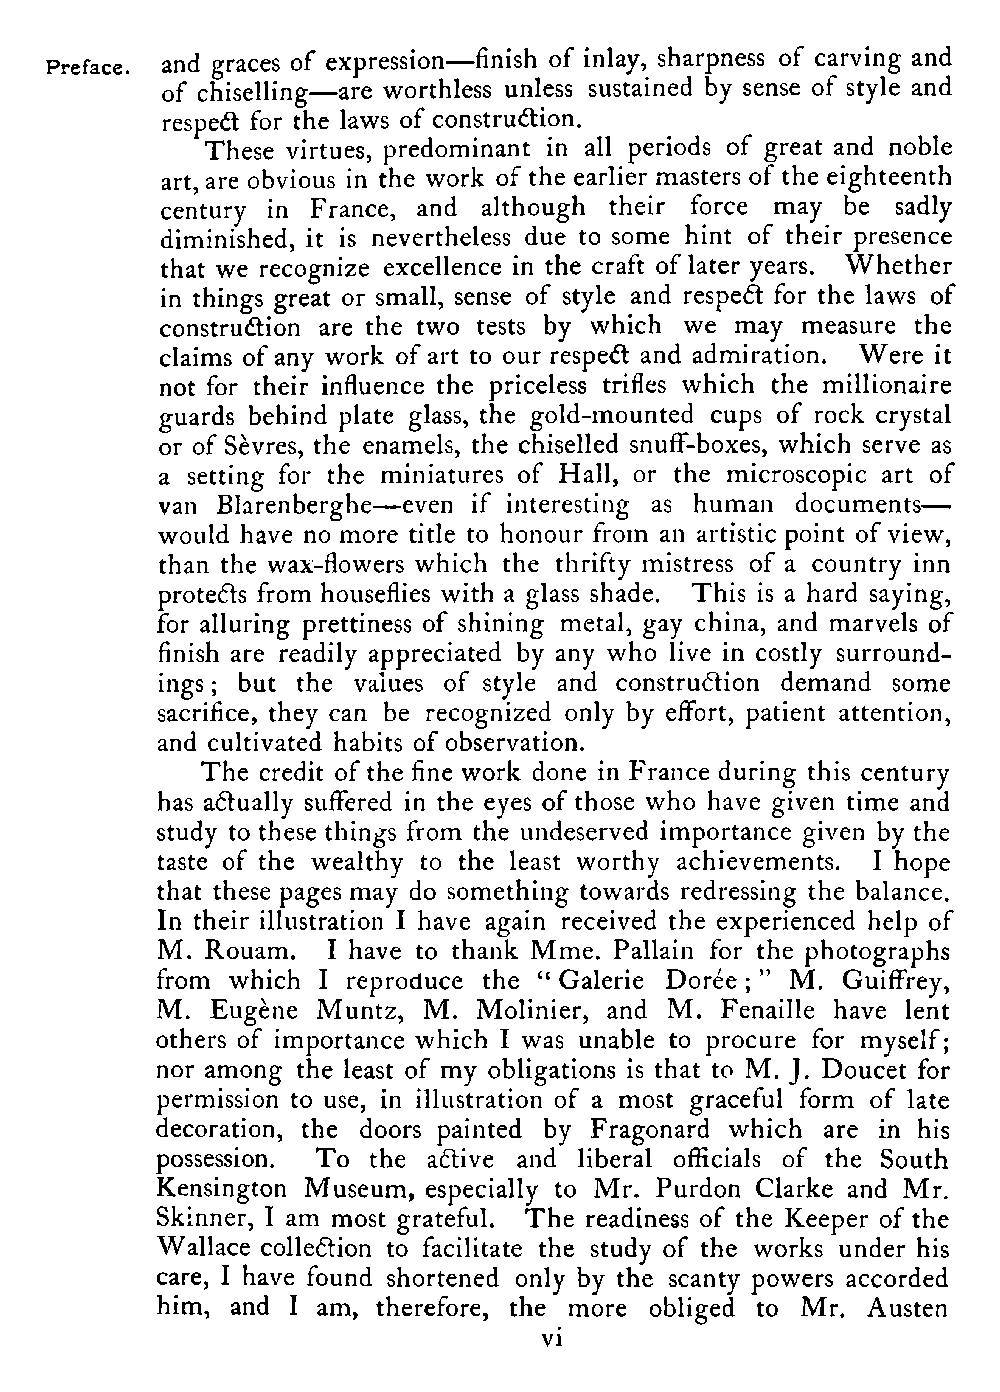 Preface. and graces of expression—finish of inlay, sharpness of carving and
of chiselling—are worthless unless sustained by sense of style and
respect for the laws of construction.
These virtues, predominant in all periods of great and noble
art, are obvious in the work of the earlier masters of the eighteenth
century in France, and although their force may be sadly
diminished, it is nevertheless due to some hint of their presence
that we recognize excellence in the craft of later years. Whether
in things great or small, sense of style and respect for the laws of
construction are the two tests by which we may measure the
claims of any work of art to our respect and admiration. Were it
not for their influence the priceless trifles which the millionaire
guards behind plate glass, the gold-mounted cups of rock crystal
or of Sèvres, the enamels, the chiselled snuff-boxes, which serve as
a setting for the miniatures of Hall, or the microscopic art of
van Blarenberghe—even if interesting as human documents—
would have no more title to honour from an artistic point of view,
than the wax-flowers which the thrifty mistress of a country inn
protects from houseflies with a glass shade. This is a hard saying,
for alluring prettiness of shining metal, gay china, and marvels of
finish are readily appreciated by any who live in costly surround-
ings; but the values of style and construction demand some
sacrifice, they can be recognized only by effort, patient attention,
and cultivated habits of observation.
The credit of the fine work done in France during this century
has actually suffered in the eyes of those who have given time and
study to these things from the undeserved importance given by the
taste of the wealthy to the least worthy achievements. I hope
that these pages may do something towards redressing the balance.
In their illustration I have again received the experienced help of
M. Rouam. I have to thank Mme. Pallain for the photographs
from which I reproduce the "Galerie Dorée;" M. Guiffrey,
M. Eugène Muntz, M. Molinier, and M. Fenaille have lent
others of importance which I was unable to procure for myself;
nor among the least of my obligations is that to M. J. Doucet for
permission to use, in illustration of a most graceful form of late
decoration, the doors painted by Fragonard which are in his
possession. To the active and liberal officials of the South
Kensington Museum, especially to Mr. Purdon Clarke and Mr.
Skinner, I am most grateful. The readiness of the Keeper of the
Wallace collection to facilitate the study of the works under his
care, I have found shortened only by the scanty powers accorded
him, and I am, therefore, the more obliged to Mr. Austen
vi